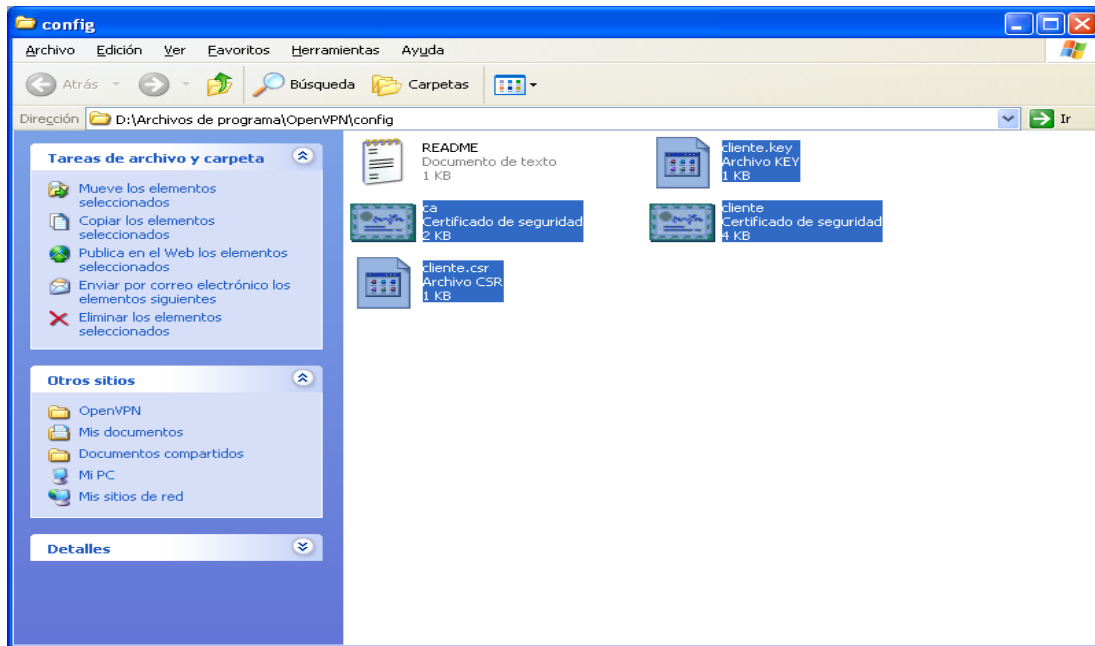 config
Archivo Edición Ver Favoritos Herramientas Ayuda
Atrás Búsqueda Carpetas
Dirección D:\Archivos de programa\OpenVPN\config Ir
Tareas de archivo y carpeta
Mueve los elementos
seleccionados
Copiar los elementos
seleccionados
Publica en el Web los elementos
seleccionados
Enviar por correo electrónico los
elementos siguientes
Eliminar los elementos
seleccionados
Otros sitios
OpenVPN
Mis documentos
Documentos compartidos
Mi PC
Mis sitios de red
Detalles
README
Documento de texto
1 KB
cliente.key
Archivo KEY
1 KB
ca
Certificado de seguridad
2 KB
cliente
Certificado de seguridad
4 KB
cliente.csr
Archivo CSR
1 KB